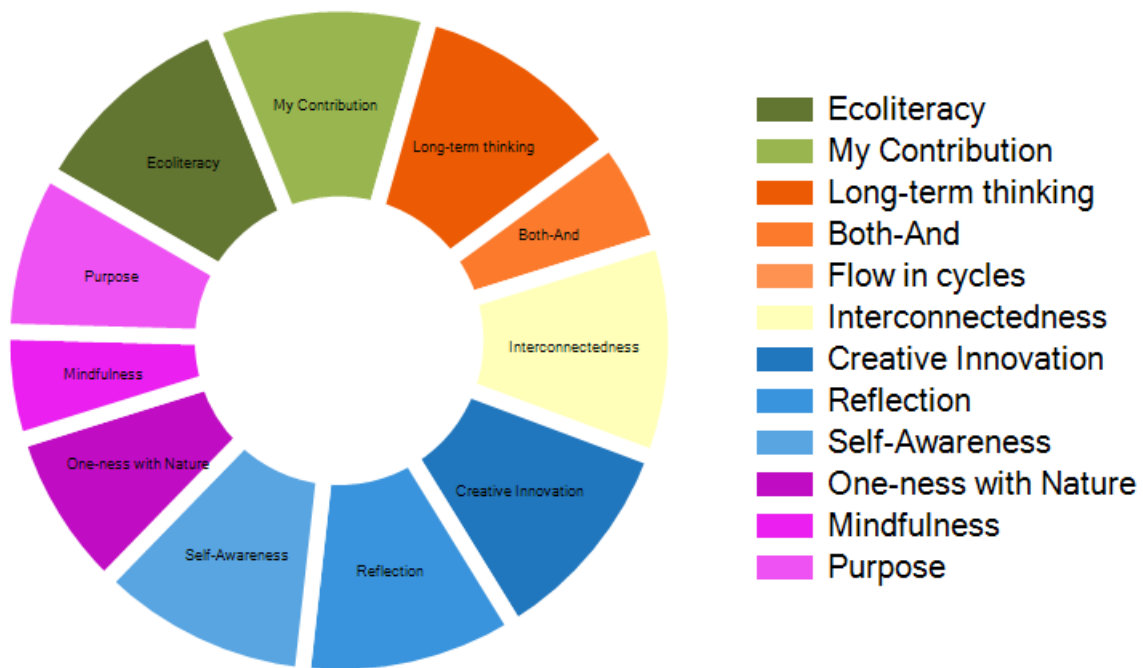 My Contribution
Long-term thinking
Ecoliteracy
Both-And
Purpose
Interconnectedness
Mindfulness
One-ness with Nature
Creative Innovation
Self-Awareness
Reflection
Ecoliteracy
My Contribution
Long-term thinking
Both-And
Flow in cycles
Interconnectedness
Creative Innovation
Reflection
Self-Awareness
One-ness with Nature
Mindfulness
Purpose